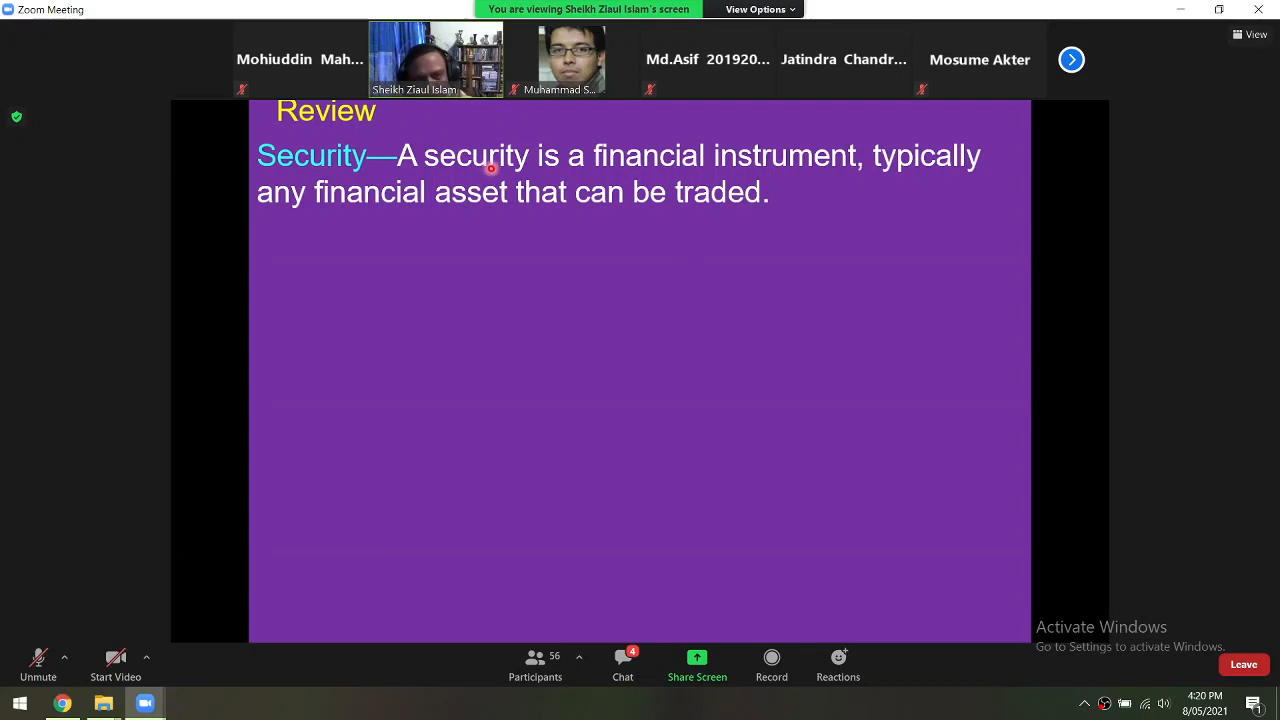 Zoom Meeting
You are viewing Sheikh Ziaul Islam's screen
View Options
View
Mohiuddin Mah...
Sheikh Ziaul Islam
Muhammad S...
Md.Asif 201920...
Jatindra Chandr...
Mosume Akter
Review
Security—A security is a financial instrument, typically
any financial asset that can be traded.
Activate Windows
Go to Settings to activate Windows.
Unmute
Start Video
56
Participants
4
Chat
Share Screen
Record
Reactions
Leave
4:20 PM
8/05/2021
1